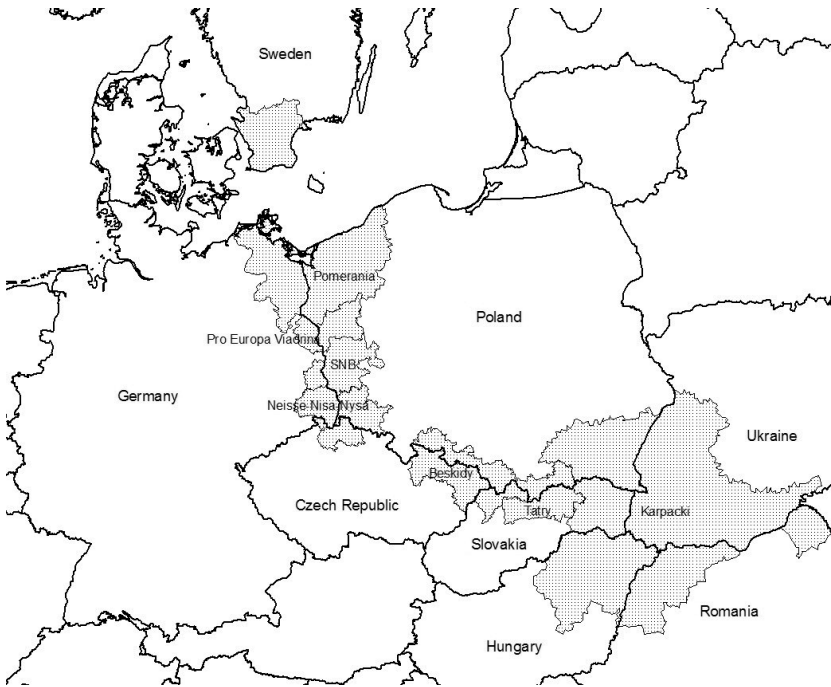 Sweden
Pomerania
Poland
Pro Europa Viadrina
SNB
Germany
Neisse-Nisa-Nysa
Ukraine
Beskidy
Czech Republic
Tatry
Karpacki
Slovakia
Romania
Hungary